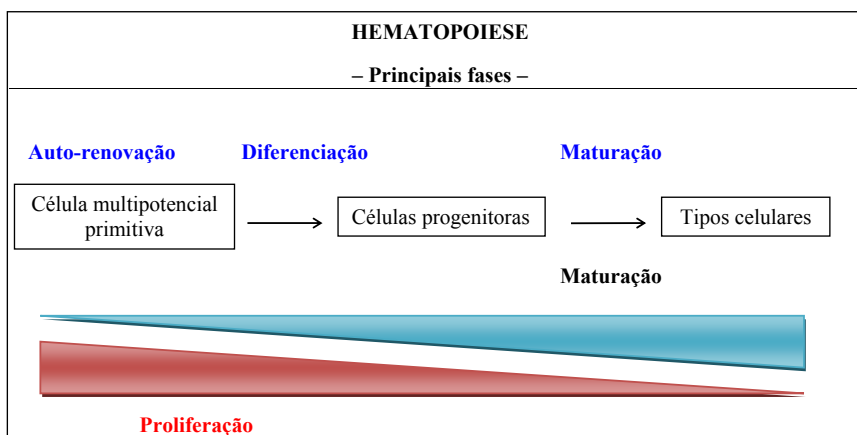 HEMATOPOIESE
– Principais fases –
Auto-renovação Diferenciação Maturação
Célula multipotencial
primitiva
Células progenitoras
Tipos celulares
Maturação
Proliferação